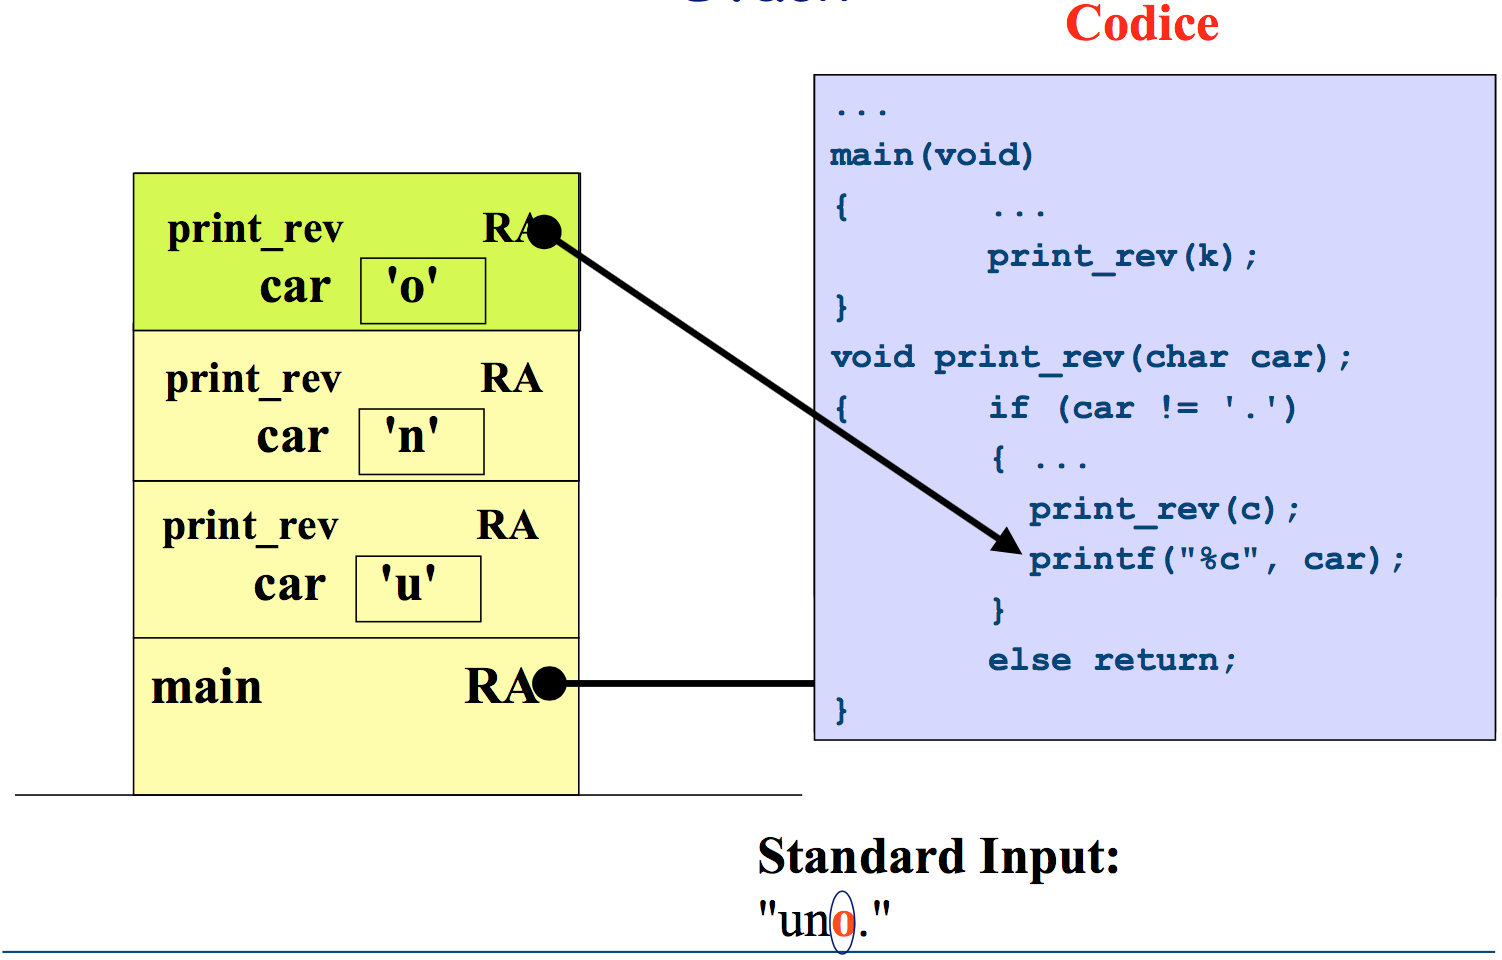 Codice
print_rev RA
car 'o'
print_rev RA
car 'n'
print_rev RA
car 'u'
main RA
...
main(void)
{ ...
print_rev(k);
}
void print_rev(char car);
{ if (car != '.')
{ ...
print_rev(c);
printf("%c", car);
}
else return;
}
Standard Input:
"uno."